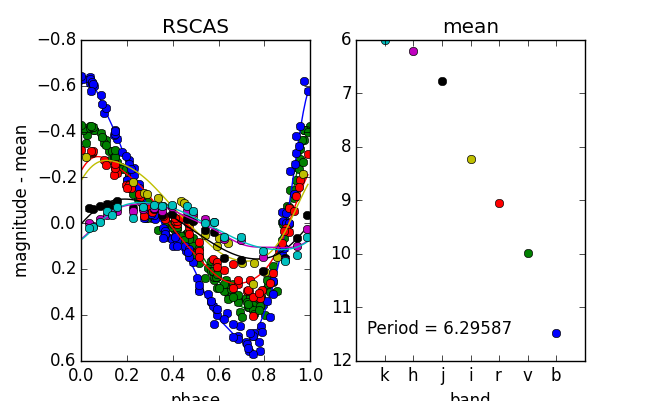 RSCAS
mean
−0.8
−0.6
−0.4
−0.2
0.0
0.2
0.4
0.6
magnitude - mean
0.0 0.2 0.4 0.6 0.8 1.0
phase
6
7
8
9
10
11
12
Period = 6.29587
k h j i r v b
band